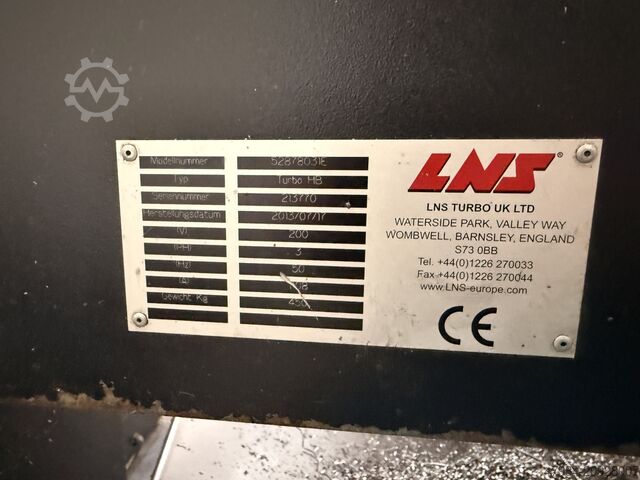 Modellnummer 52878031E
Typ Turbo HB
Seriennummer 213770
Herstellungsdatum 2013/07/17
(V) 200
(PH) 3
(Hz) 50
(A)
Gewicht Kg 450
LNS®
LNS TURBO UK LTD
WATERSIDE PARK, VALLEY WAY
WOMBWELL, BARNSLEY, ENGLAND
S73 0BB
Tel. +44(0)1226 270033
Fax +44(0)1226 270044
www.LNS-europe.com
CE